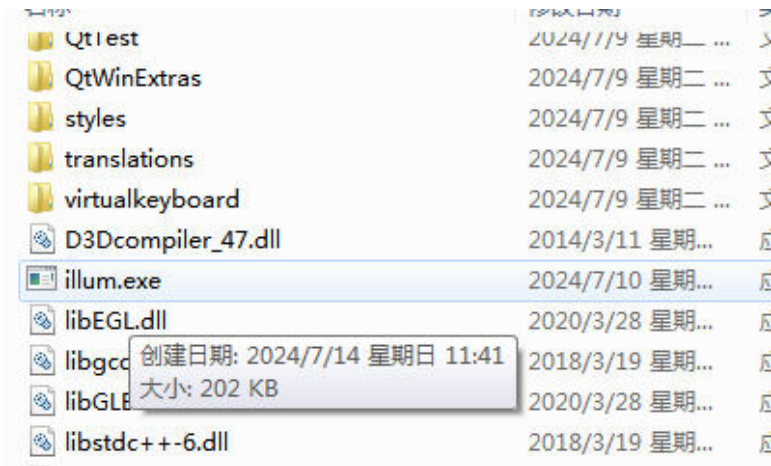 QtTest 2024/7/9 星期二 ...
QtWinExtras 2024/7/9 星期二 ...
styles 2024/7/9 星期二 ...
translations 2024/7/9 星期二 ...
virtualkeyboard 2024/7/9 星期二 ...
D3Dcompiler_47.dll 2014/3/11 星期...
illum.exe 2024/7/10 星期...
libEGL.dll 2020/3/28 星期...
创建日期: 2024/7/14 星期日 11:41
大小: 202 KB
libgcc 2018/3/19 星期...
libGLE 2020/3/28 星期...
libstdc++-6.dll 2018/3/19 星期...